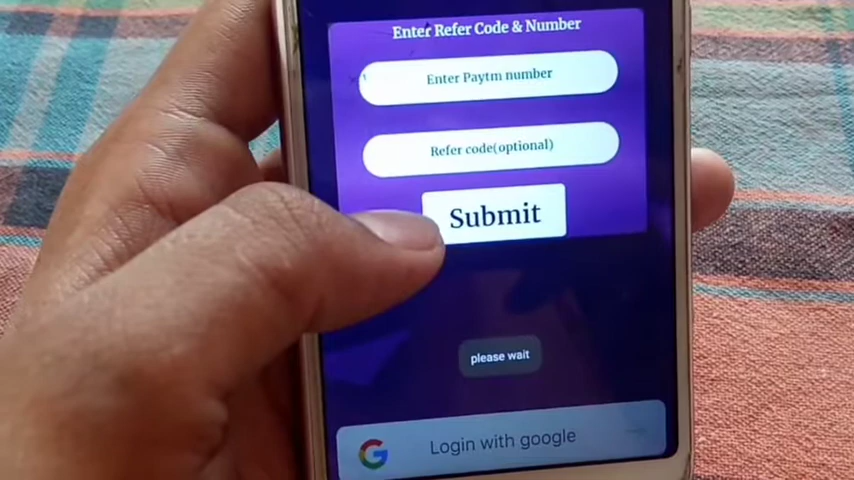 Enter Refer Code & Number
Enter Paytm number
Refer code(optional)
Submit
please wait
Login with google